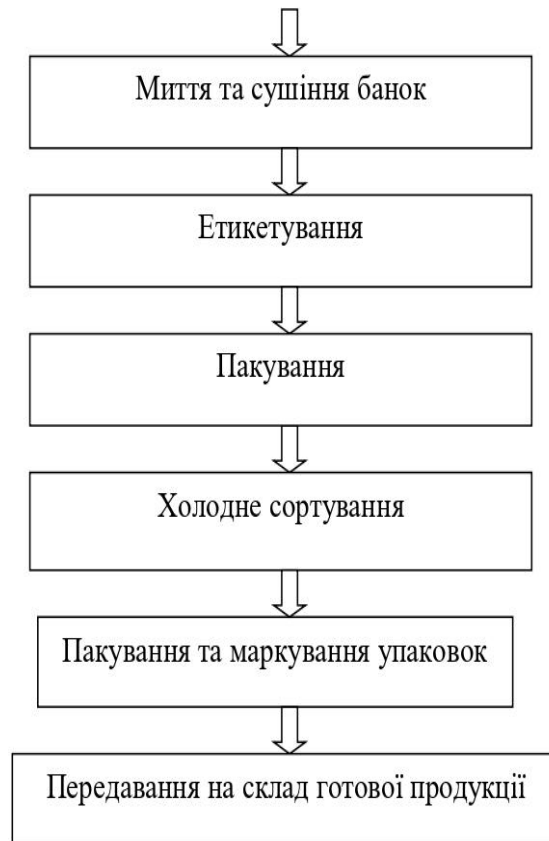 Миття та сушіння банок
Етикетування
Пакування
Холодне сортування
Пакування та маркування упаковок
Передавання на склад готової продукції